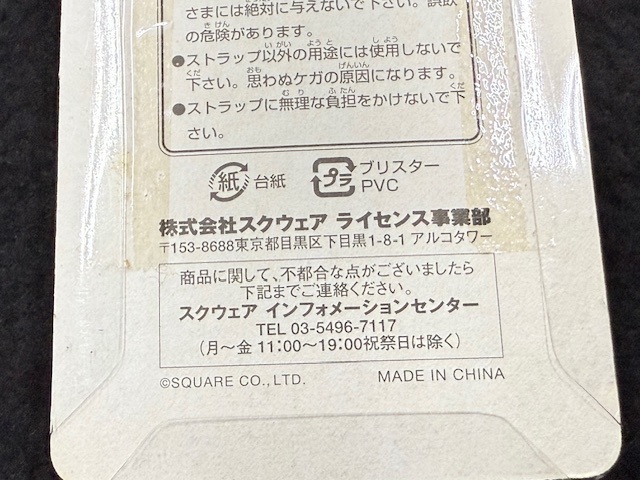 さまには絶対に与えないで下さい。誤飲
の危険があります。
●ストラップ以外の用途には使用しないで
下さい。思わぬケガの原因になります。
●ストラップに無理な負担をかけないで下
さい。
紙 台紙 プラ ブリスター
PVC
株式会社スクウェア ライセンス事業部
〒153-8688東京都目黒区下目黒1-8-1 アルコタワー
商品に関して、不都合な点がございましたら
下記までご連絡ください。
スクウェア インフォメーションセンター
TEL 03-5496-7117
（月〜金 11:00〜19:00祝祭日は除く）
©SQUARE CO., LTD. MADE IN CHINA